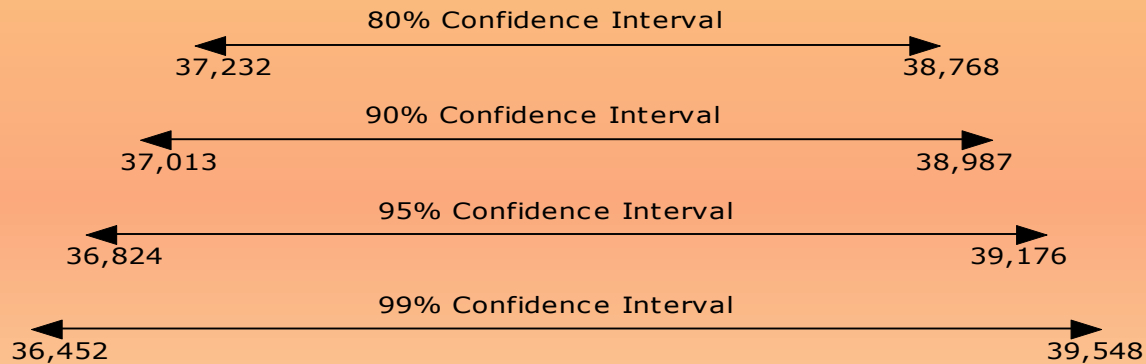 80% Confidence Interval
37,232 38,768
90% Confidence Interval
37,013 38,987
95% Confidence Interval
36,824 39,176
99% Confidence Interval
36,452 39,548